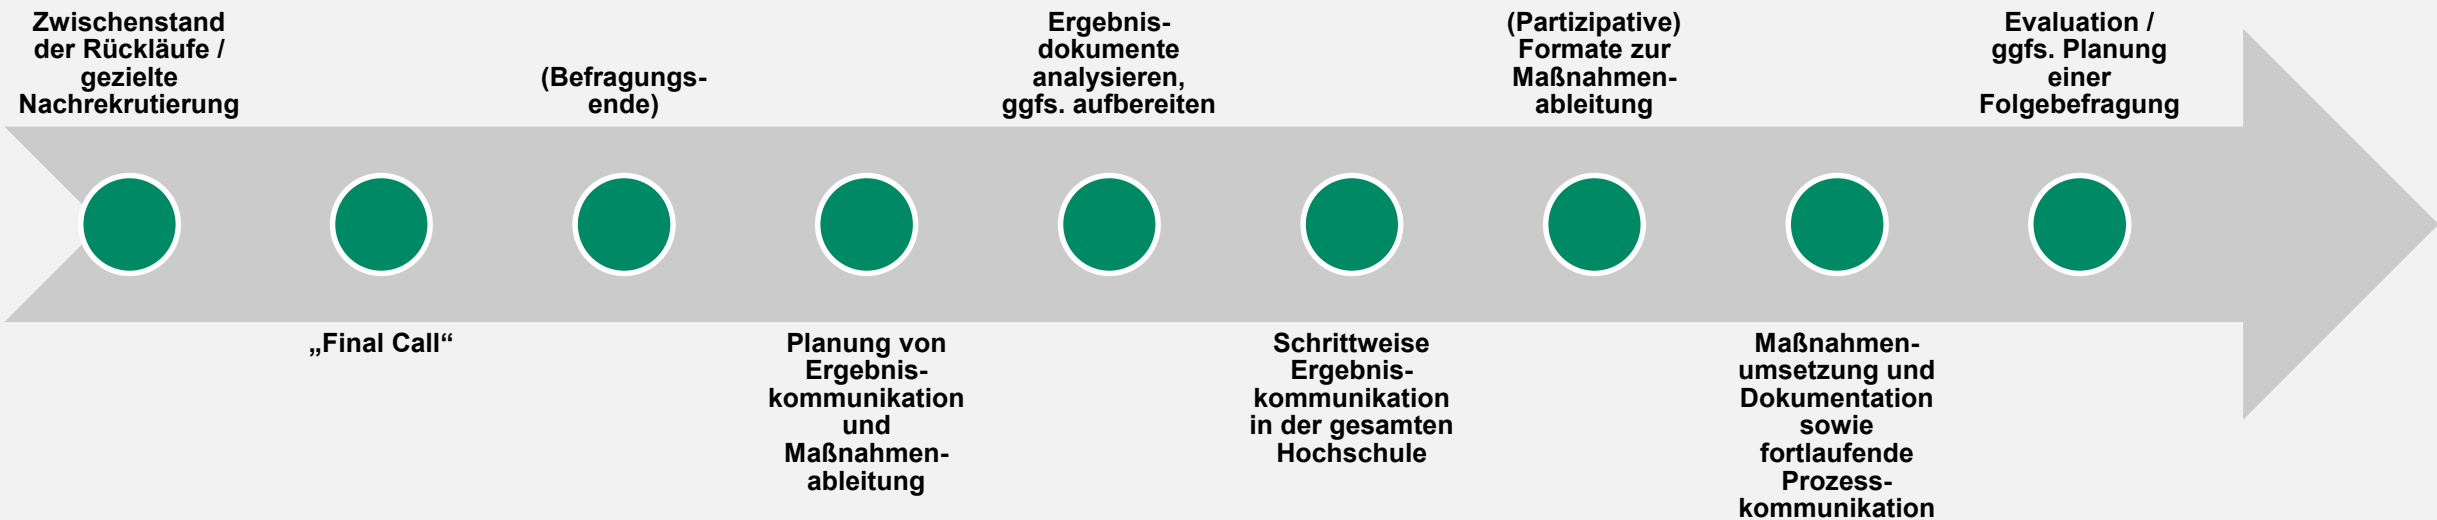 Zwischenstand
der Rückläufe /
gezielte
Nachrekrutierung
„Final Call“
(Befragungs-
ende)
Planung von
Ergebnis-
kommunikation
und
Maßnahmen-
ableitung
Ergebnis-
dokumente
analysieren,
ggfs. aufbereiten
Schrittweise
Ergebnis-
kommunikation
in der gesamten
Hochschule
(Partizipative)
Formate zur
Maßnahmen-
ableitung
Maßnahmen-
umsetzung und
Dokumentation
sowie
fortlaufende
Prozess-
kommunikation
Evaluation /
ggfs. Planung
einer
Folgebefragung